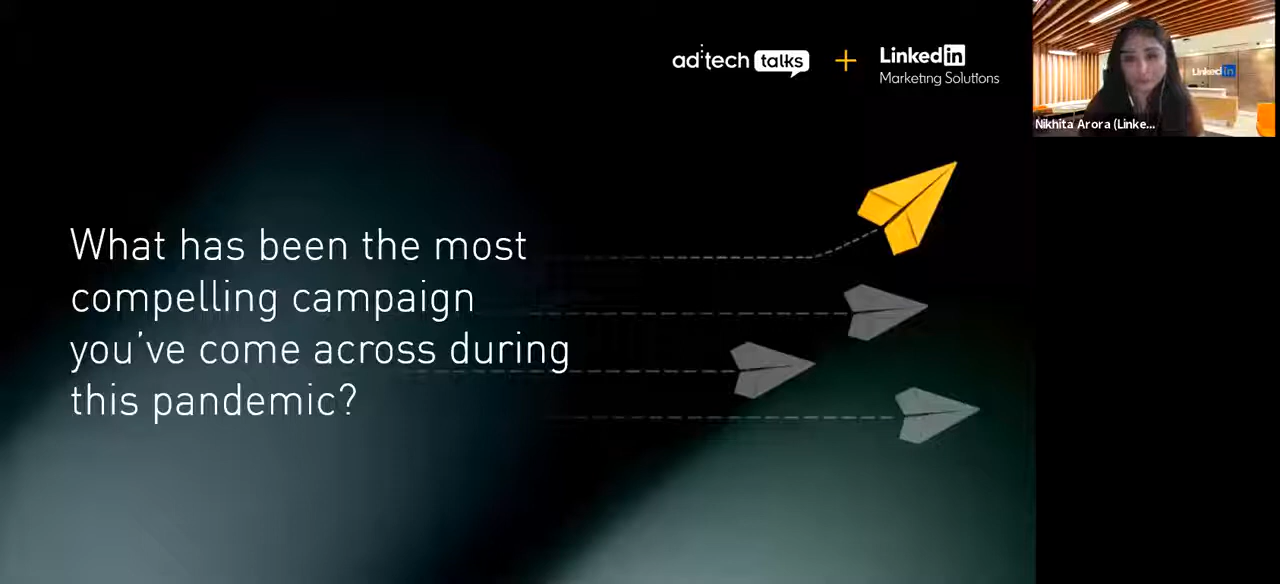 ad:tech talks + LinkedIn
Marketing Solutions
LinkedIn
Nikhita Arora (Linke...
What has been the most
compelling campaign
you've come across during
this pandemic?